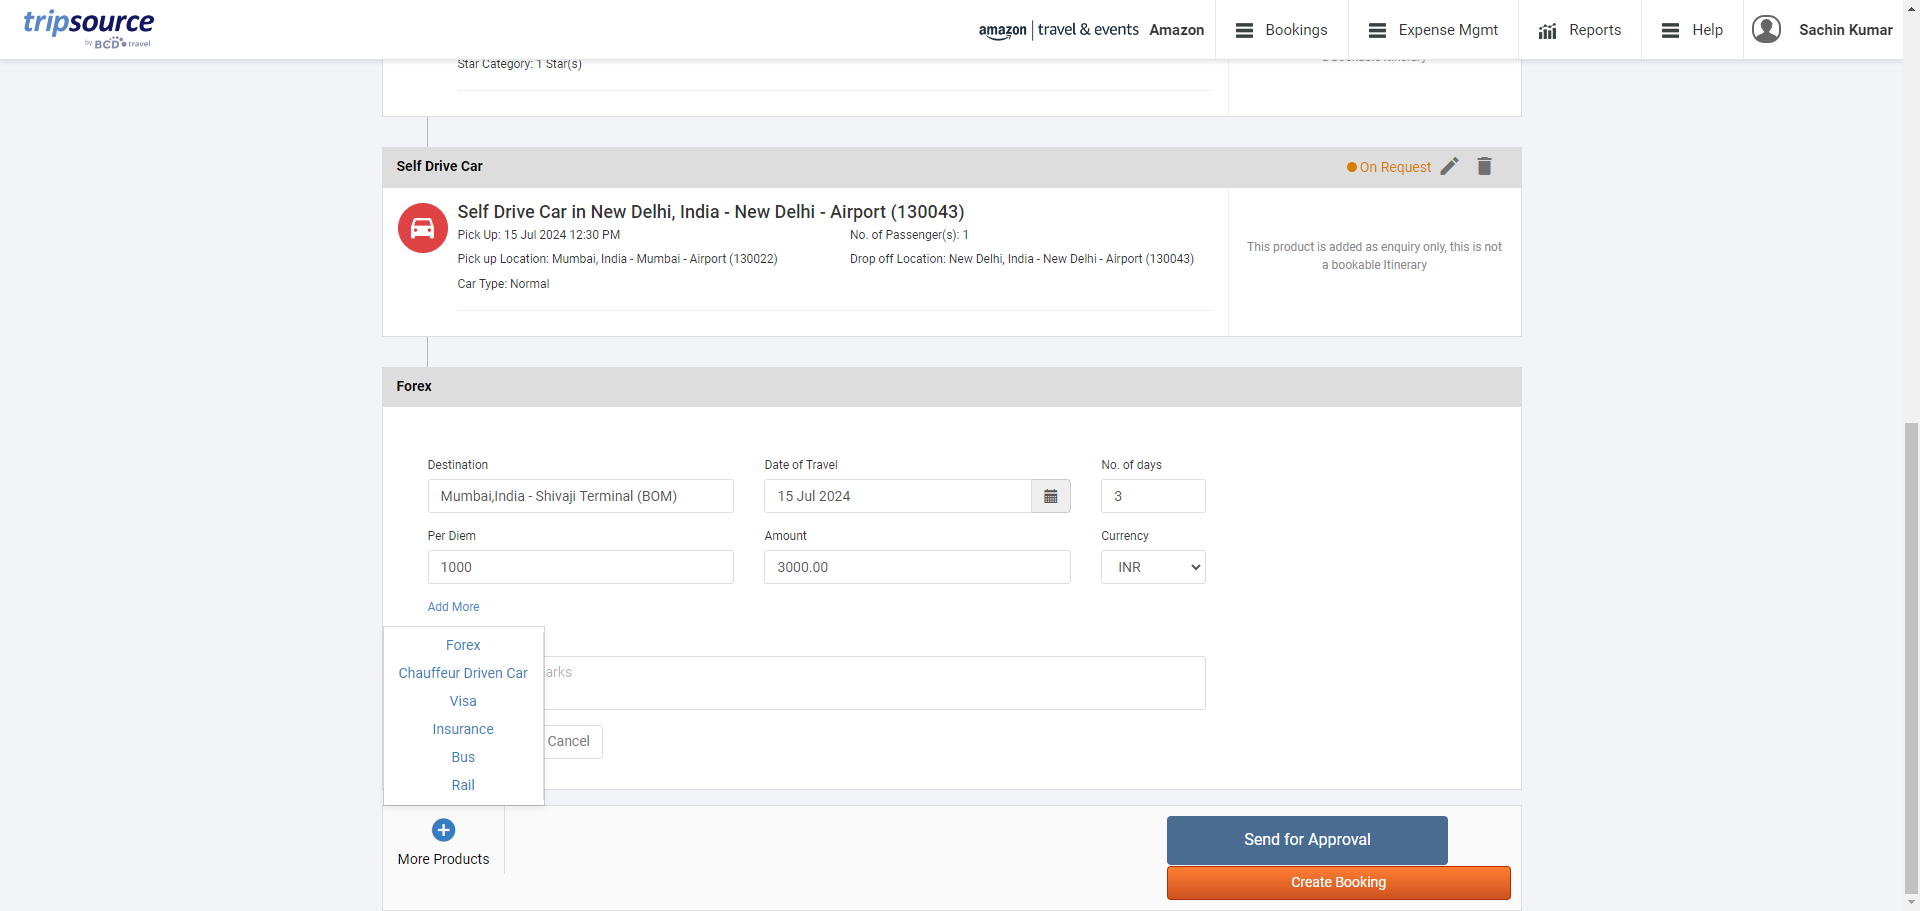 tripsource
by BCD travel
amazon travel & events Amazon
Bookings
Expense Mgmt
Reports
Help
Sachin Kumar
Star Category: 1 Star(s)
a bookable Itinerary
Self Drive Car
On Request
Self Drive Car in New Delhi, India - New Delhi - Airport (130043)
Pick Up: 15 Jul 2024 12:30 PM
No. of Passenger(s): 1
Pick up Location: Mumbai, India - Mumbai - Airport (130022)
Drop off Location: New Delhi, India - New Delhi - Airport (130043)
Car Type: Normal
This product is added as enquiry only, this is not
a bookable Itinerary
Forex
Destination
Date of Travel
No. of days
Mumbai,India - Shivaji Terminal (BOM)
15 Jul 2024
3
Per Diem
Amount
Currency
1000
3000.00
INR
Add More
Forex
Chauffeur Driven Car
Visa
Insurance
Bus
Rail
arks
Cancel
More Products
Send for Approval
Create Booking